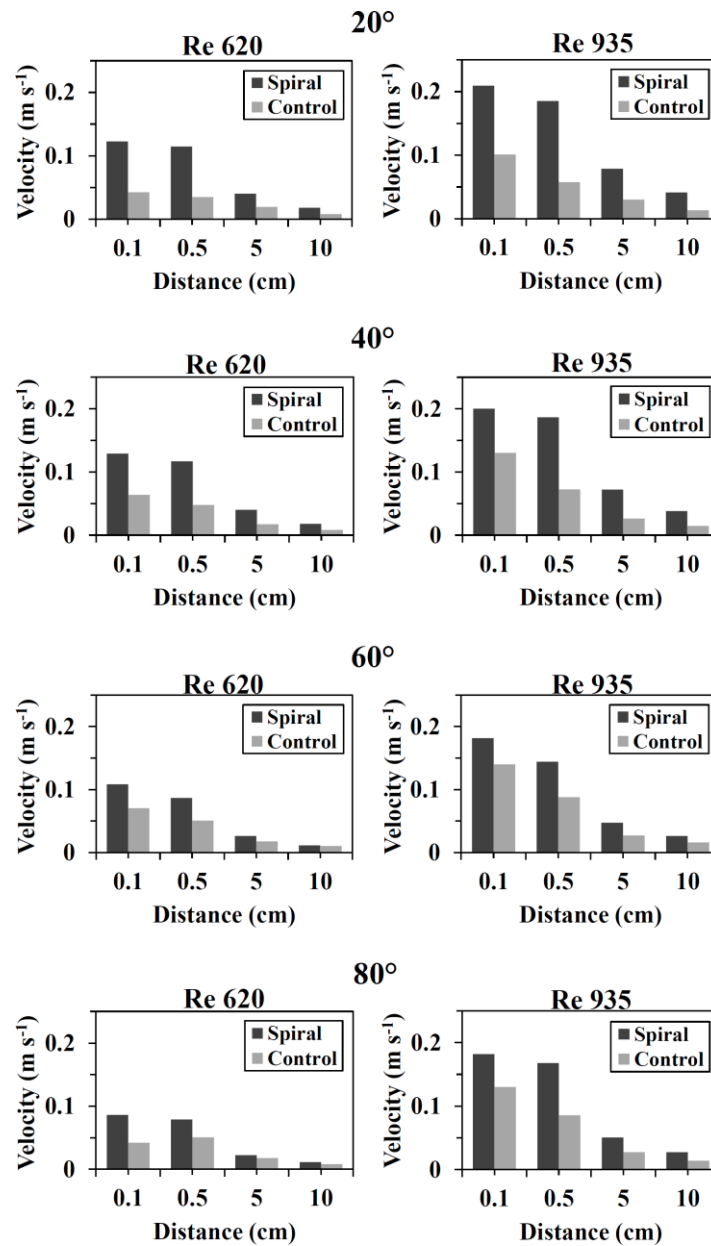 20°
Re 620
Velocity (m s-1)
0.2
0.1
0
Spiral
Control
0.1 0.5 5 10
Distance (cm)
Re 935
Velocity (m s-1)
0.2
0.1
0
Spiral
Control
0.1 0.5 5 10
Distance (cm)
40°
Re 620
Velocity (m s-1)
0.2
0.1
0
Spiral
Control
0.1 0.5 5 10
Distance (cm)
Re 935
Velocity (m s-1)
0.2
0.1
0
Spiral
Control
0.1 0.5 5 10
Distance (cm)
60°
Re 620
Velocity (m s-1)
0.2
0.1
0
Spiral
Control
0.1 0.5 5 10
Distance (cm)
Re 935
Velocity (m s-1)
0.2
0.1
0
Spiral
Control
0.1 0.5 5 10
Distance (cm)
80°
Re 620
Velocity (m s-1)
0.2
0.1
0
Spiral
Control
0.1 0.5 5 10
Distance (cm)
Re 935
Velocity (m s-1)
0.2
0.1
0
Spiral
Control
0.1 0.5 5 10
Distance (cm)